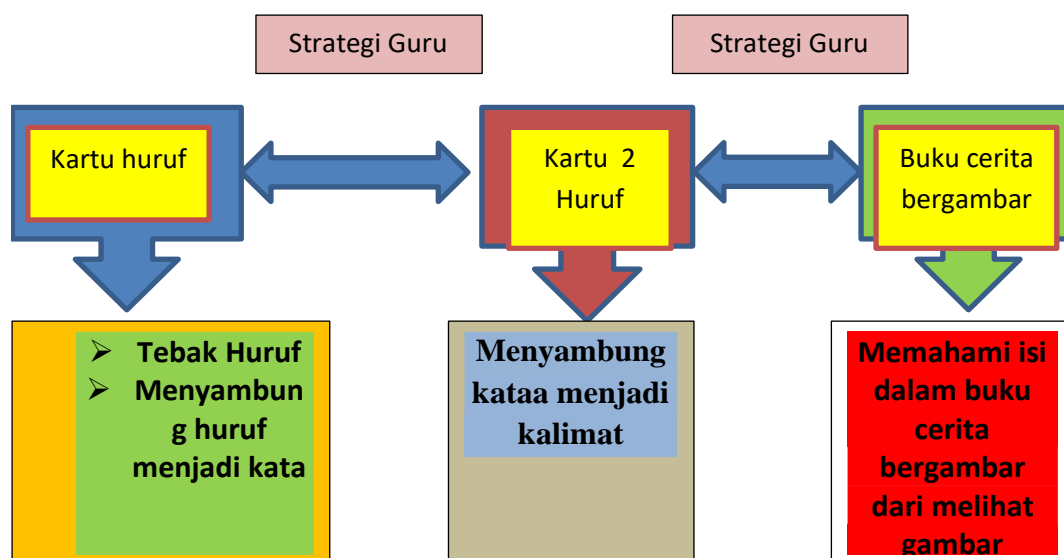 Strategi Guru
Strategi Guru
Kartu huruf
Kartu 2
Huruf
Buku cerita
bergambar
➢ Tebak Huruf
➢ Menyambun
g huruf
menjadi kata
Menyambung
kataa menjadi
kalimat
Memahami isi
dalam buku
cerita
bergambar
dari melihat
gambar